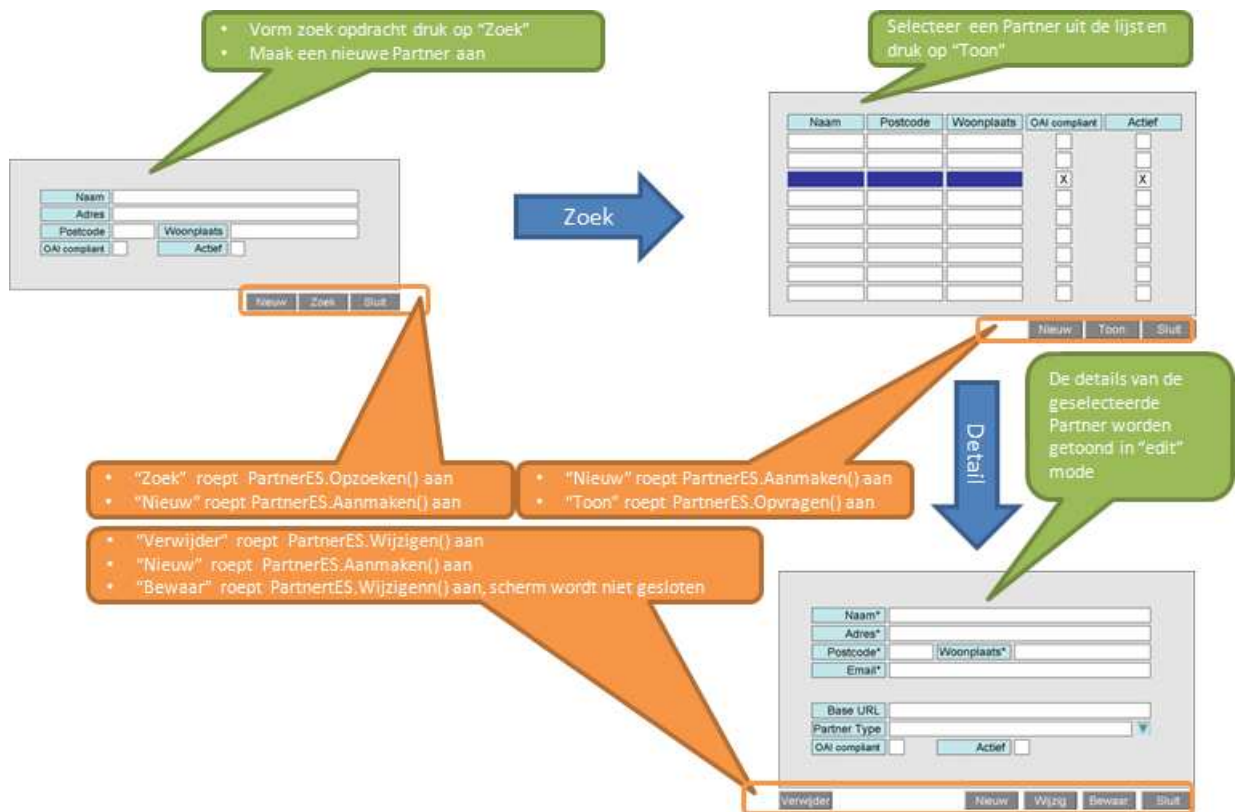 • Vorm zoek opdracht druk op “Zoek”
• Maak een nieuwe Partner aan
Selecteer een Partner uit de lijst en
druk op “Toon”
Naam
Adres
Postcode Woonplaats
OAI compliant Actief
Nieuw Zoek Sluit
Zoek
Naam Postcode Woonplaats OAI compliant Actief
X X
Nieuw Toon Sluit
Detail
De details van de
geselecteerde
Partner worden
getoond in “edit”
mode
• “Zoek” roept PartnerES.Opzoeken() aan
• “Nieuw” roept PartnerES.Aanmaken() aan
• “Nieuw” roept PartnerES.Aanmaken() aan
• “Toon” roept PartnerES.Opvragen() aan
• “Verwijder” roept PartnerES.Wijzigen() aan
• “Nieuw” roept PartnerES.Aanmaken() aan
• “Bewaar” roept PartnertES.Wijzigenn() aan, scherm wordt niet gesloten
Naam*
Adres*
Postcode* Woonplaats*
Email*
Base URL
Partner Type
OAI compliant Actief
Verwijder Nieuw Wijzig Bewaar Sluit